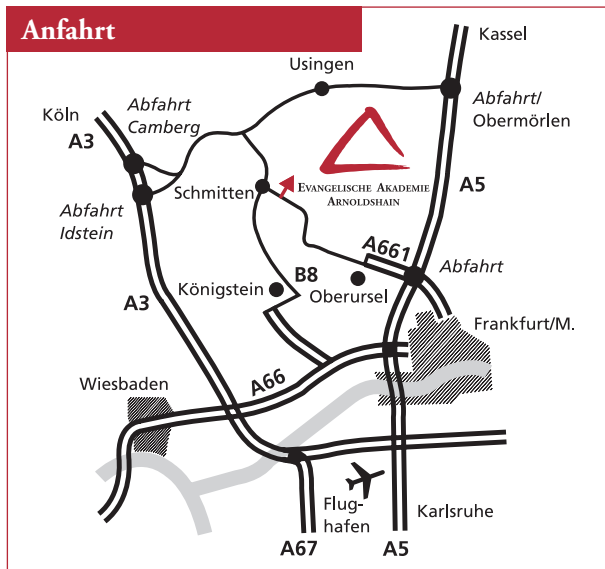 Anfahrt
Kassel
Usingen
Abfahrt
Camberg
Köln
A3
Abfahrt/
Obermörlen
A5
Schmitten
EVANGELISCHE AKADEMIE
ARNOLDSHAIN
Abfahrt
Idstein
A661
Abfahrt
B8
Königstein
Oberursel
A3
Frankfurt/M.
Wiesbaden
A66
Flug-
hafen
Karlsruhe
A67
A5